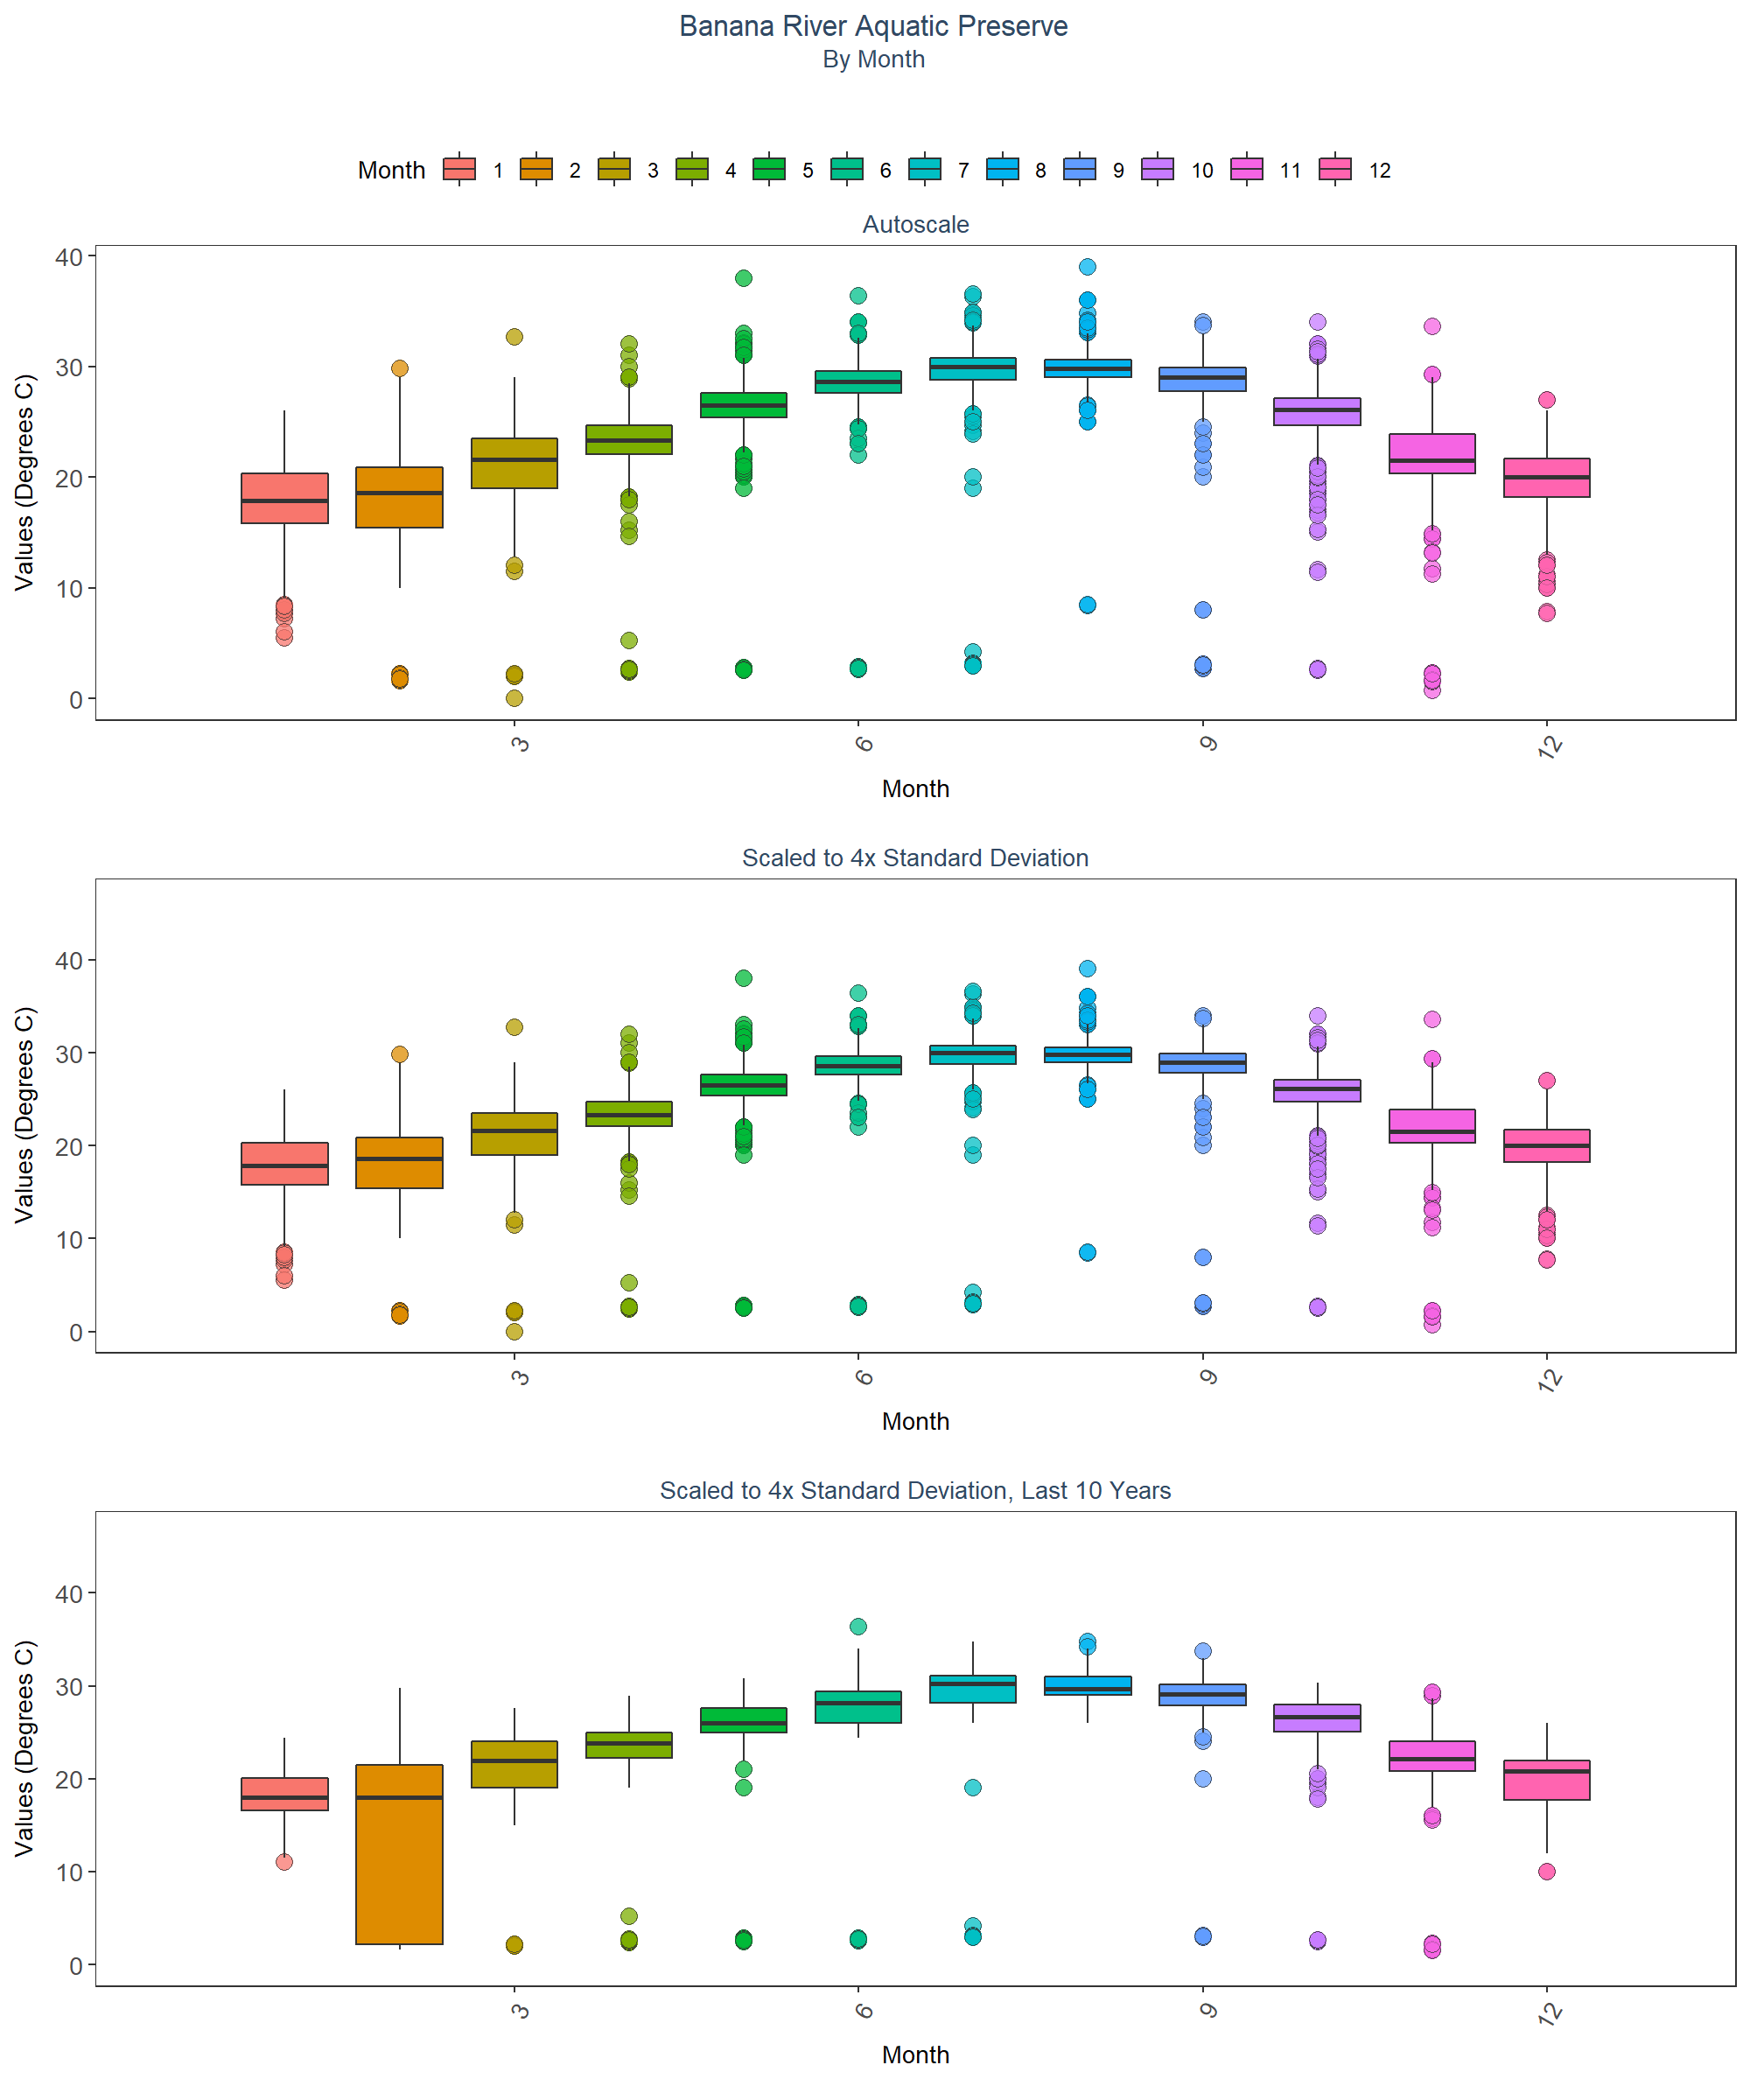 Banana River Aquatic Preserve
By Month
Month 1 2 3 4 5 6 7 8 9 10 11 12
Autoscale
Values (Degrees C)
40
30
20
10
0
3 6 9 12
Month
Scaled to 4x Standard Deviation
Values (Degrees C)
40
30
20
10
0
3 6 9 12
Month
Scaled to 4x Standard Deviation, Last 10 Years
Values (Degrees C)
40
30
20
10
0
3 6 9 12
Month